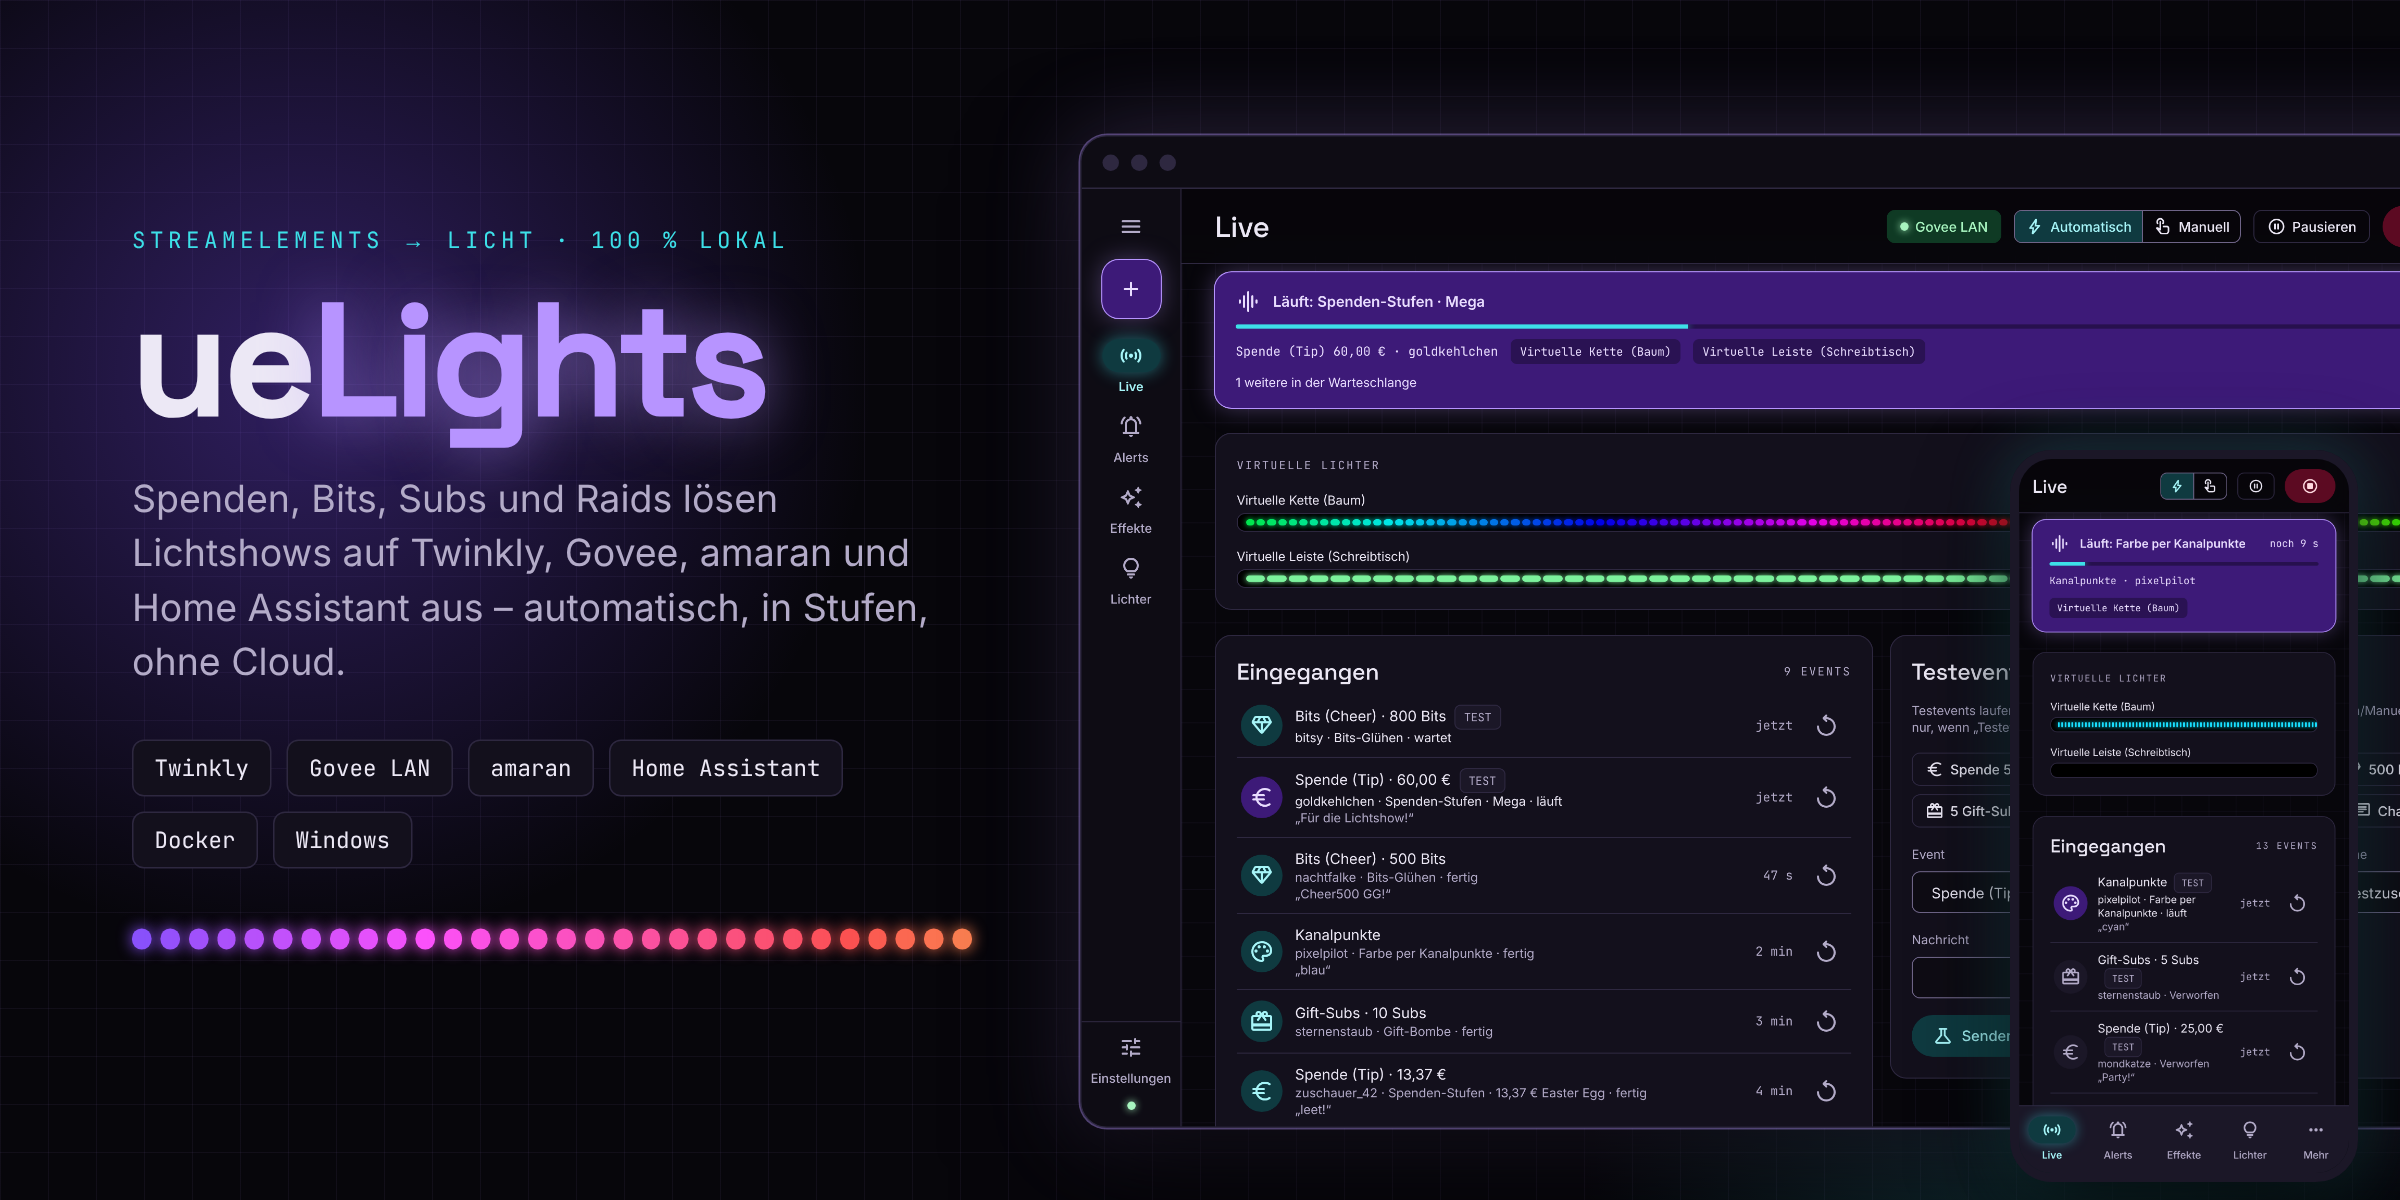 STREAMELEMENTS → LICHT · 100 % LOKAL
ueLights
Spenden, Bits, Subs und Raids lösen
Lichtshows auf Twinkly, Govee, amaran und
Home Assistant aus – automatisch, in Stufen,
ohne Cloud.
Twinkly Govee LAN amaran Home Assistant
Docker Windows
Live
Alerts
Effekte
Lichter
Einstellungen
Live Govee LAN Automatisch Manuell Pausieren
Läuft: Spenden-Stufen · Mega
Spende (Tip) 60,00 € · goldkehlchen Virtuelle Kette (Baum) Virtuelle Leiste (Schreibtisch)
1 weitere in der Warteschlange
VIRTUELLE LICHTER
Virtuelle Kette (Baum)
Virtuelle Leiste (Schreibtisch)
Eingegangen 9 EVENTS
Bits (Cheer) · 800 Bits TEST
bitsy · Bits-Glühen · wartet
jetzt
Spende (Tip) · 60,00 € TEST
goldkehlchen · Spenden-Stufen · Mega · läuft
„Für die Lichtshow!“
jetzt
Bits (Cheer) · 500 Bits
nachtfalke · Bits-Glühen · fertig
„Cheer500 GG!“
47 s
Kanalpunkte
pixelpilot · Farbe per Kanalpunkte · fertig
„blau“
2 min
Gift-Subs · 10 Subs
sternenstaub · Gift-Bombe · fertig
3 min
Spende (Tip) · 13,37 €
zuschauer_42 · Spenden-Stufen · 13,37 € Easter Egg · fertig
„leet!“
4 min
Testevents laufen
nur, wenn
Spende
5
500
5 Gift-
Event
Spende
Nachricht
Live
Läuft: Farbe per Kanalpunkte noch 9 s
Kanalpunkte · pixelpilot
Virtuelle Kette (Baum)
VIRTUELLE LICHTER
Virtuelle Kette (Baum)
Virtuelle Leiste (Schreibtisch)
Eingegangen 13 EVENTS
Kanalpunkte TEST
pixelpilot · Farbe per
Kanalpunkte · läuft
„cyan“
jetzt
Gift-Subs · 5 Subs
TEST
sternenstaub · Verworfen
jetzt
Spende (Tip) · 25,00 €
TEST
mondkatze · Verworfen
„Party!“
jetzt
Live Alerts Effekte Lichter Mehr